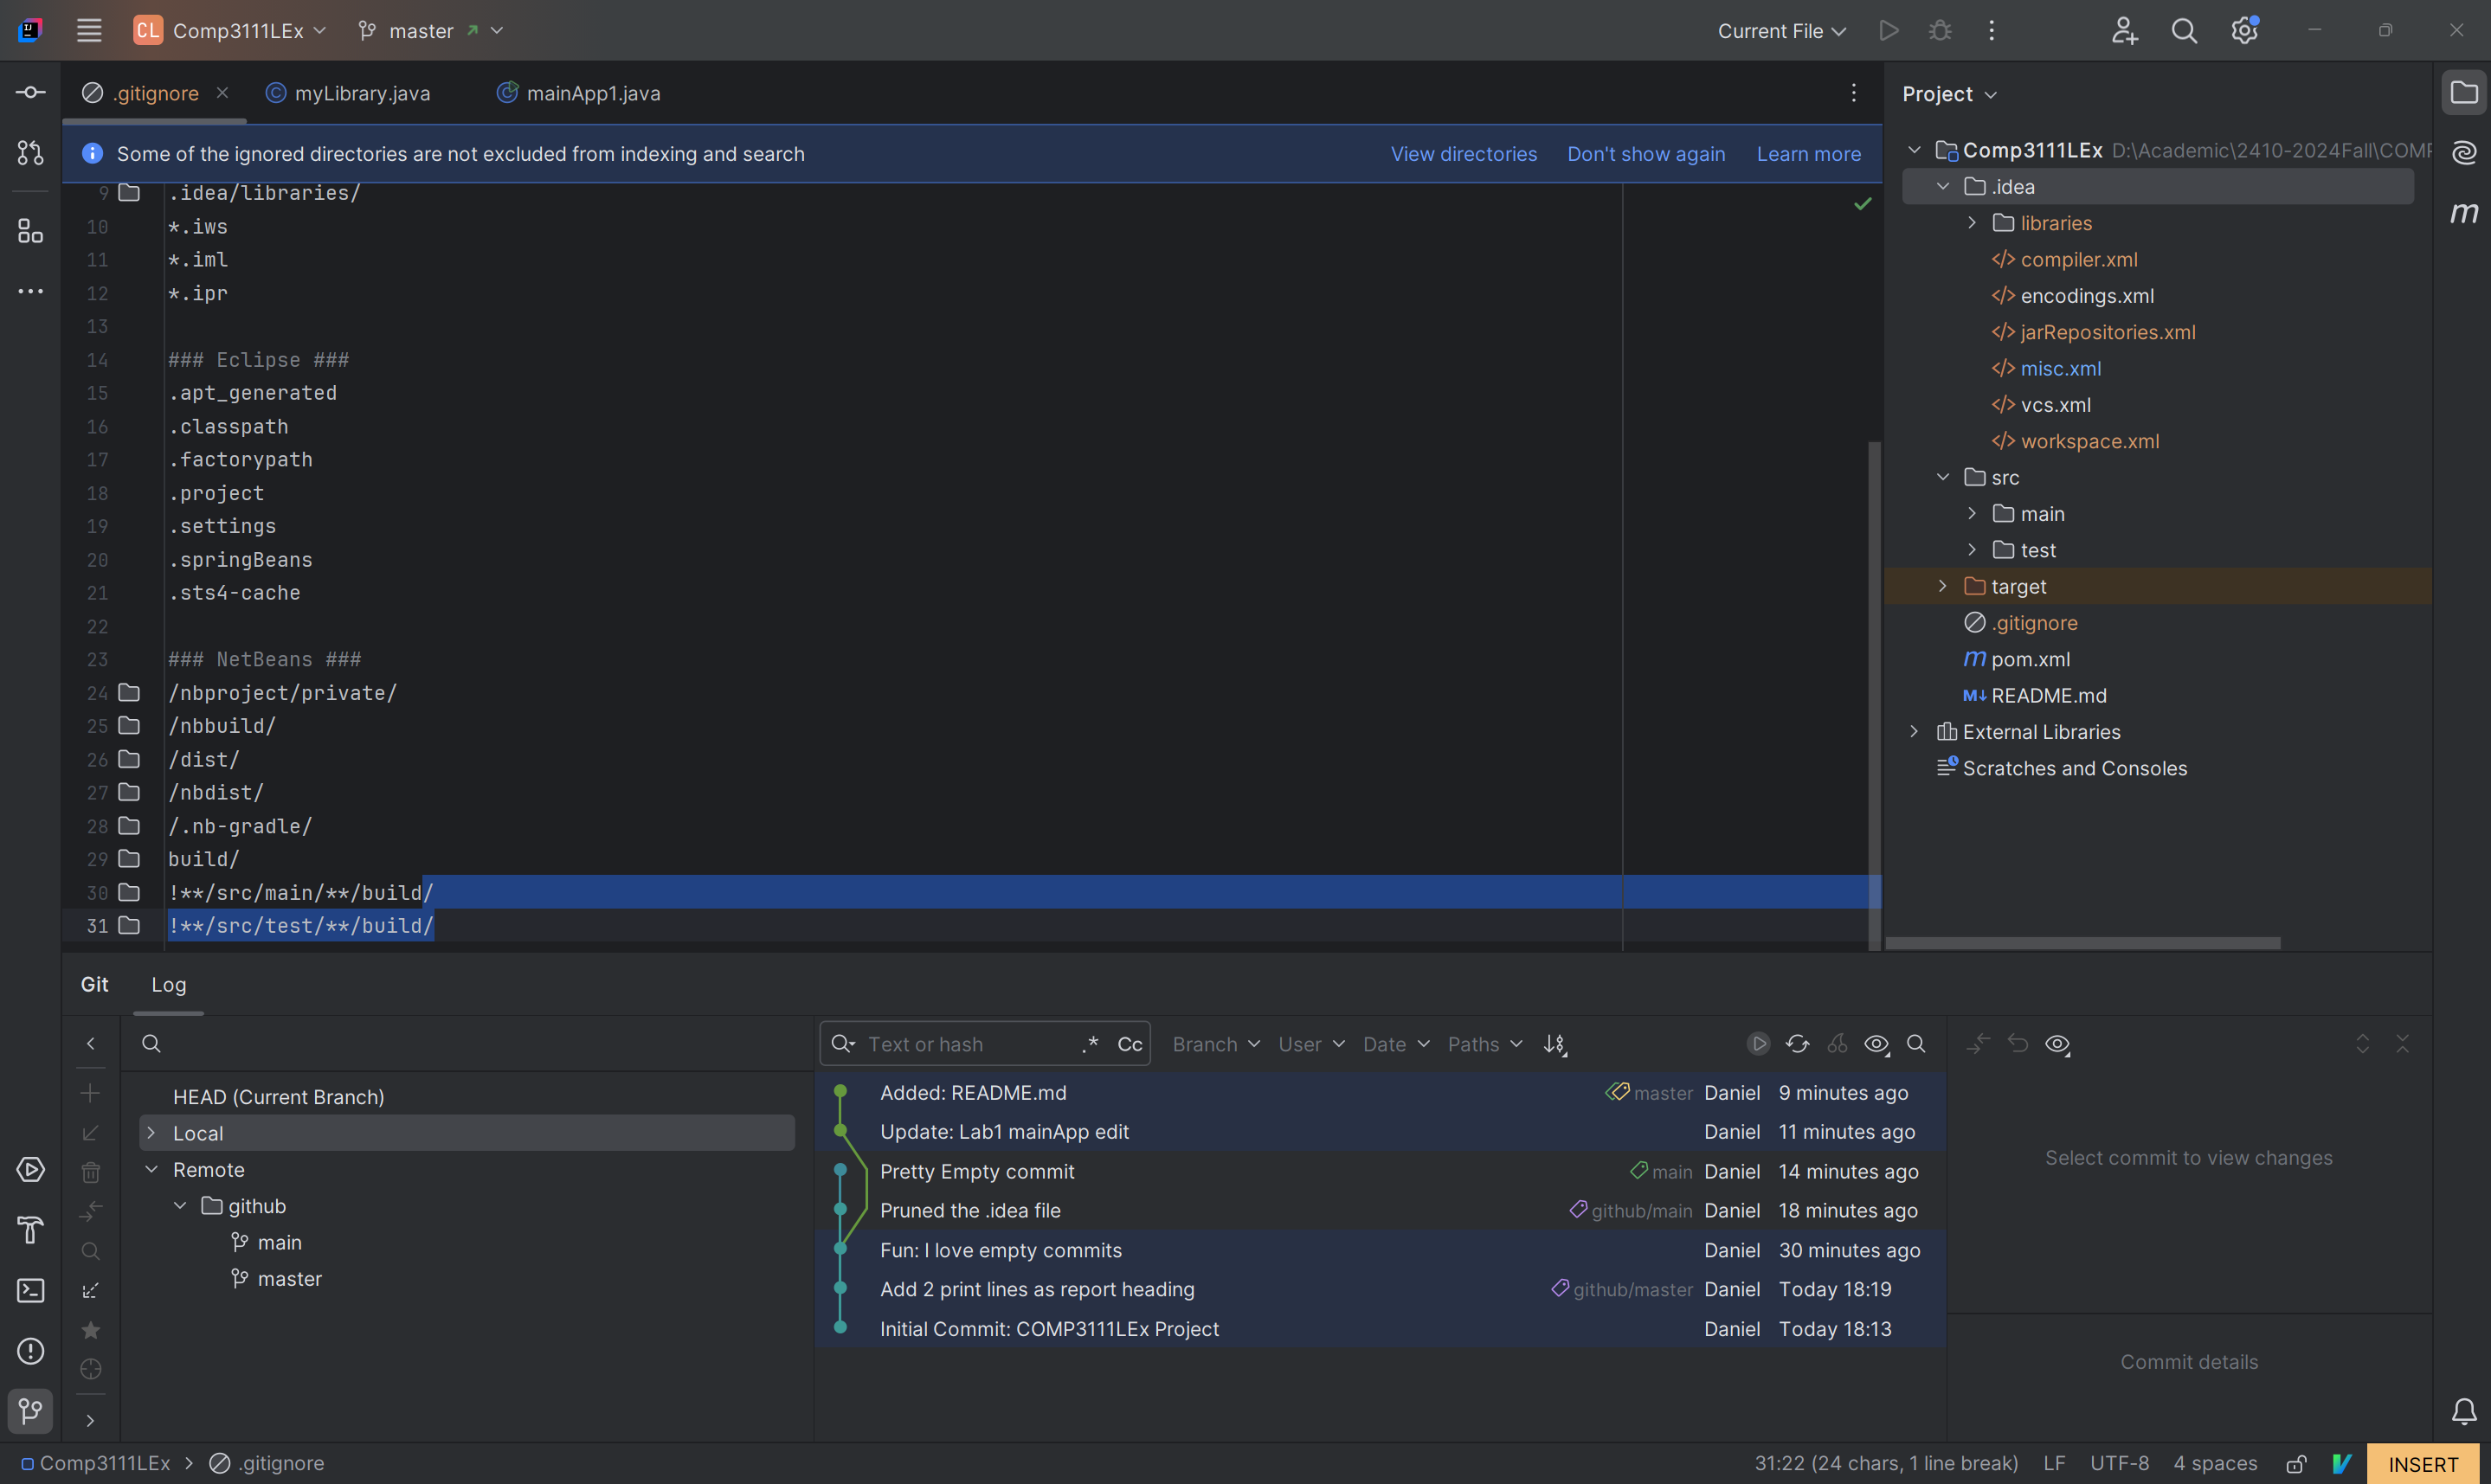 CL Comp3111LEx master Current File
.gitignore myLibrary.java mainApp1.java
Some of the ignored directories are not excluded from indexing and search View directories Don't show again Learn more
9 .idea/libraries/
10 *.iws
11 *.iml
12 *.ipr
13
14 ### Eclipse ###
15 .apt_generated
16 .classpath
17 .factorypath
18 .project
19 .settings
20 .springBeans
21 .sts4-cache
22
23 ### NetBeans ###
24 /nbproject/private/
25 /nbbuild/
26 /dist/
27 /nbdist/
28 /.nb-gradle/
29 build/
30 !**/src/main/**/build/
31 !**/src/test/**/build/
Project
Comp3111LEx D:\Academic\2410-2024Fall\COMP
.idea
libraries
compiler.xml
encodings.xml
jarRepositories.xml
misc.xml
vcs.xml
workspace.xml
src
main
test
target
.gitignore
pom.xml
README.md
External Libraries
Scratches and Consoles
Git Log
HEAD (Current Branch)
Local
Remote
github
main
master
Text or hash .* Cc Branch User Date Paths
Added: README.md master Daniel 9 minutes ago
Update: Lab1 mainApp edit Daniel 11 minutes ago
Pretty Empty commit main Daniel 14 minutes ago
Pruned the .idea file github/main Daniel 18 minutes ago
Fun: I love empty commits Daniel 30 minutes ago
Add 2 print lines as report heading github/master Daniel Today 18:19
Initial Commit: COMP3111LEx Project Daniel Today 18:13
Select commit to view changes
Commit details
Comp3111LEx .gitignore 31:22 (24 chars, 1 line break) LF UTF-8 4 spaces INSERT